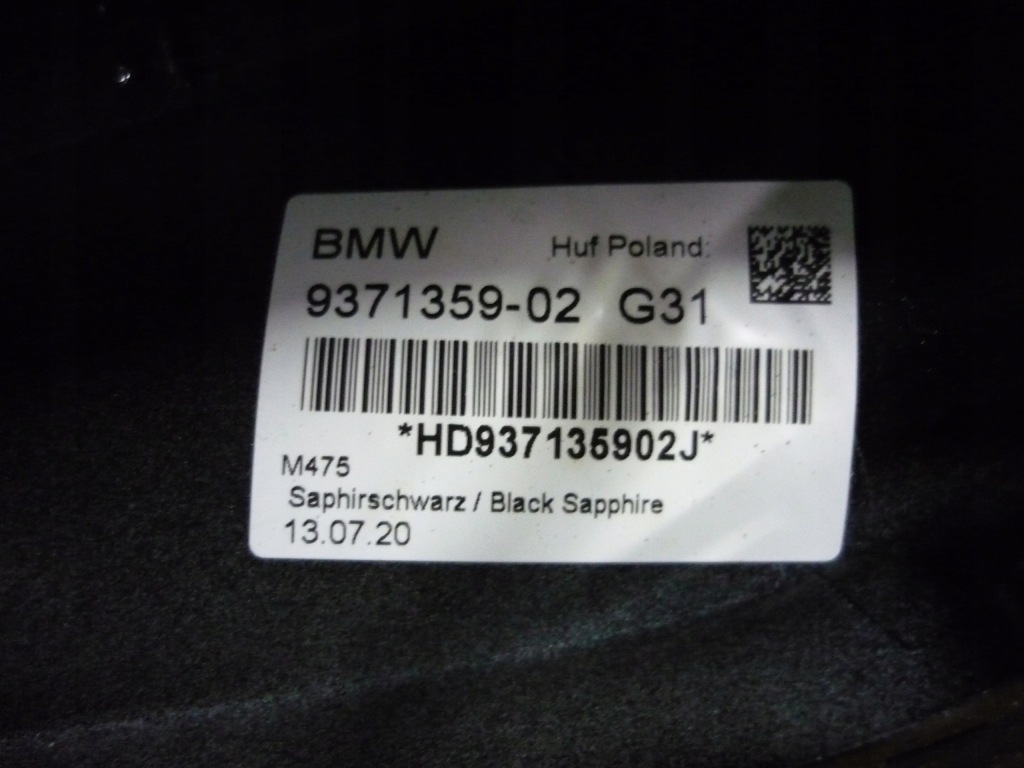 BMW Huf Poland
9371359-02 G31
*HD937135902J*
M475
Saphirschwarz / Black Sapphire
13.07.20